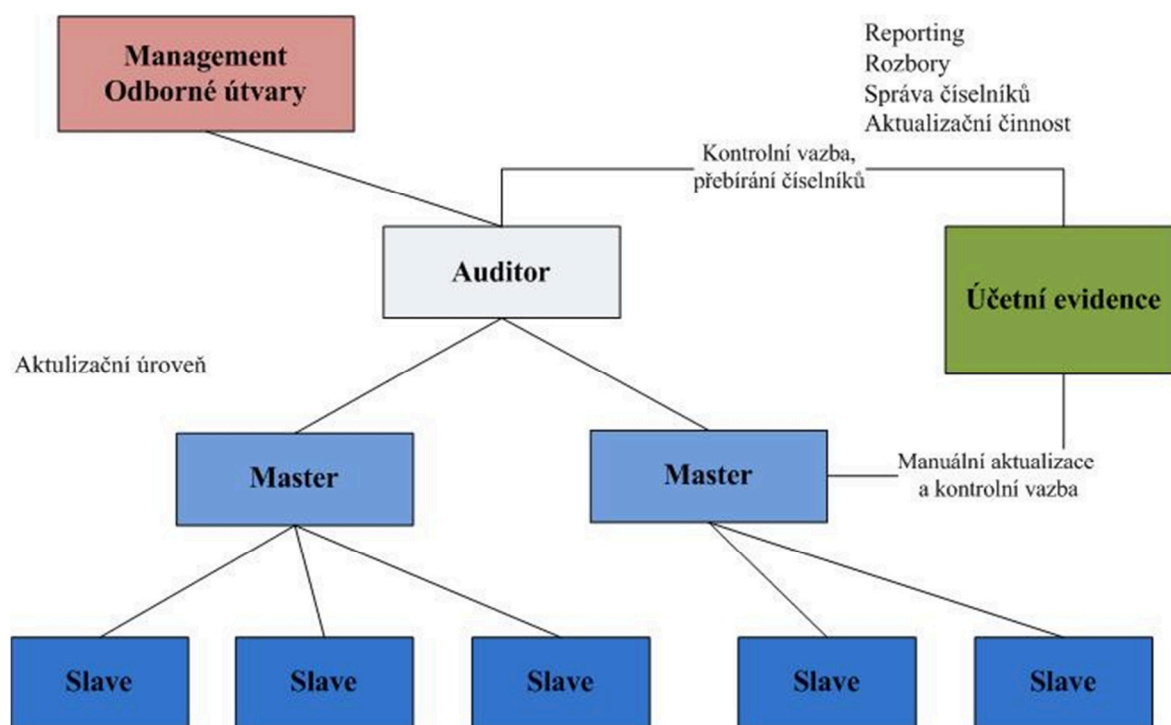 Management
Odborné útvary
Reporting
Rozbory
Správa číselníků
Aktualizační činnost
Kontrolní vazba,
přebírání číselníků
Auditor
Účetní evidence
Aktulizační úroveň
Master
Master
Manuální aktualizace
a kontrolní vazba
Slave
Slave
Slave
Slave
Slave